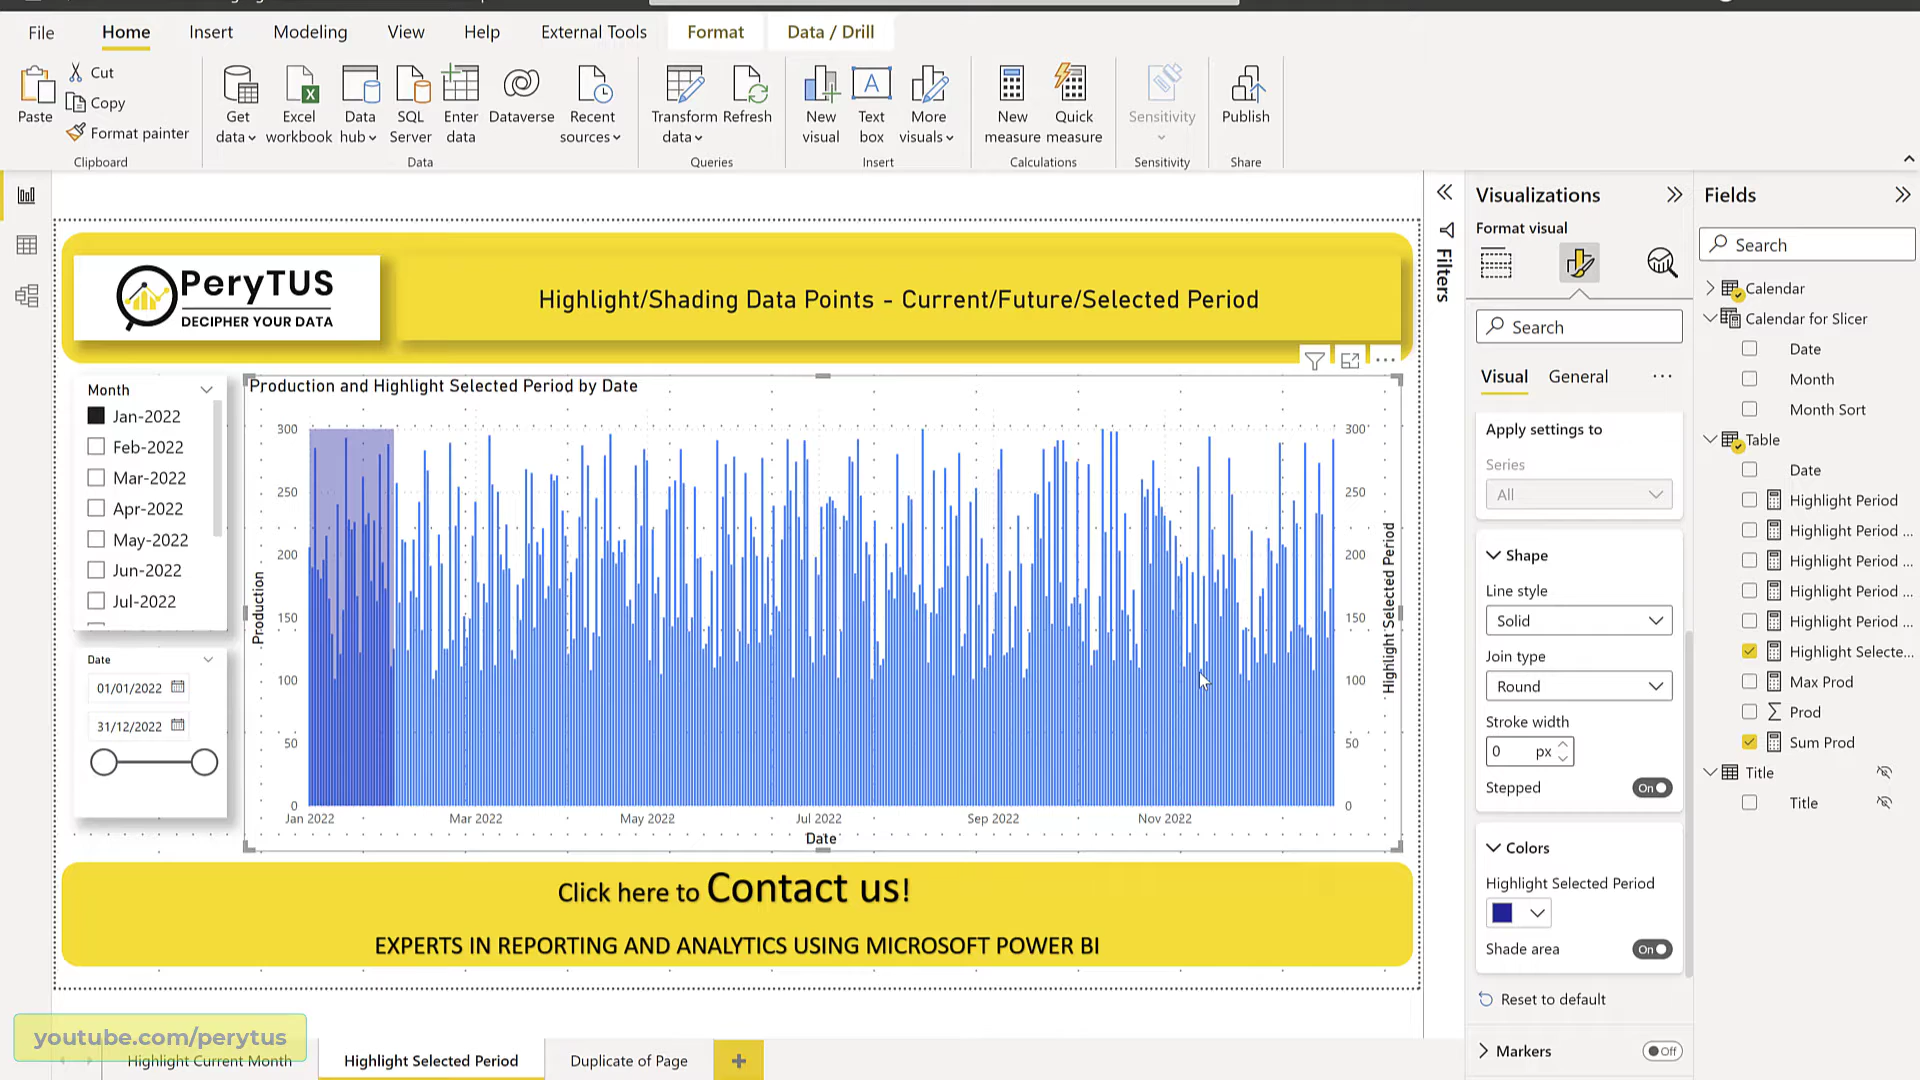 File
Home
Insert
Modeling
View
Help
External Tools
Format
Data / Drill
Paste
Cut
Copy
Format painter
Clipboard
Get data
Excel workbook
Data hub
SQL Server
Enter data
Dataverse
Recent sources
Data
Transform data
Refresh
Queries
New visual
Text box
More visuals
Insert
New measure
Quick measure
Calculations
Sensitivity
Sensitivity
Publish
Share
PeryTUS
DECIPHER YOUR DATA
Highlight/Shading Data Points - Current/Future/Selected Period
Month
Jan-2022
Feb-2022
Mar-2022
Apr-2022
May-2022
Jun-2022
Jul-2022
Date
01/01/2022
31/12/2022
Production and Highlight Selected Period by Date
Production
300
250
200
150
100
50
0
Jan 2022
Mar 2022
May 2022
Jul 2022
Sep 2022
Nov 2022
Date
300
250
200
150
100
50
0
Highlight Selected Period
Click here to Contact us!
EXPERTS IN REPORTING AND ANALYTICS USING MICROSOFT POWER BI
youtube.com/perytus
Highlight Current Month
Highlight Selected Period
Duplicate of Page
+
Filters
Visualizations
Format visual
Search
Visual
General
Apply settings to
Series
All
Shape
Line style
Solid
Join type
Round
Stroke width
0 px
Stepped
On
Colors
Highlight Selected Period
Shade area
On
Reset to default
Markers
Off
Fields
Search
Calendar
Calendar for Slicer
Date
Month
Month Sort
Table
Date
Highlight Period
Highlight Period ...
Highlight Period ...
Highlight Period ...
Highlight Period ...
Highlight Selecte...
Max Prod
Prod
Sum Prod
Title
Title